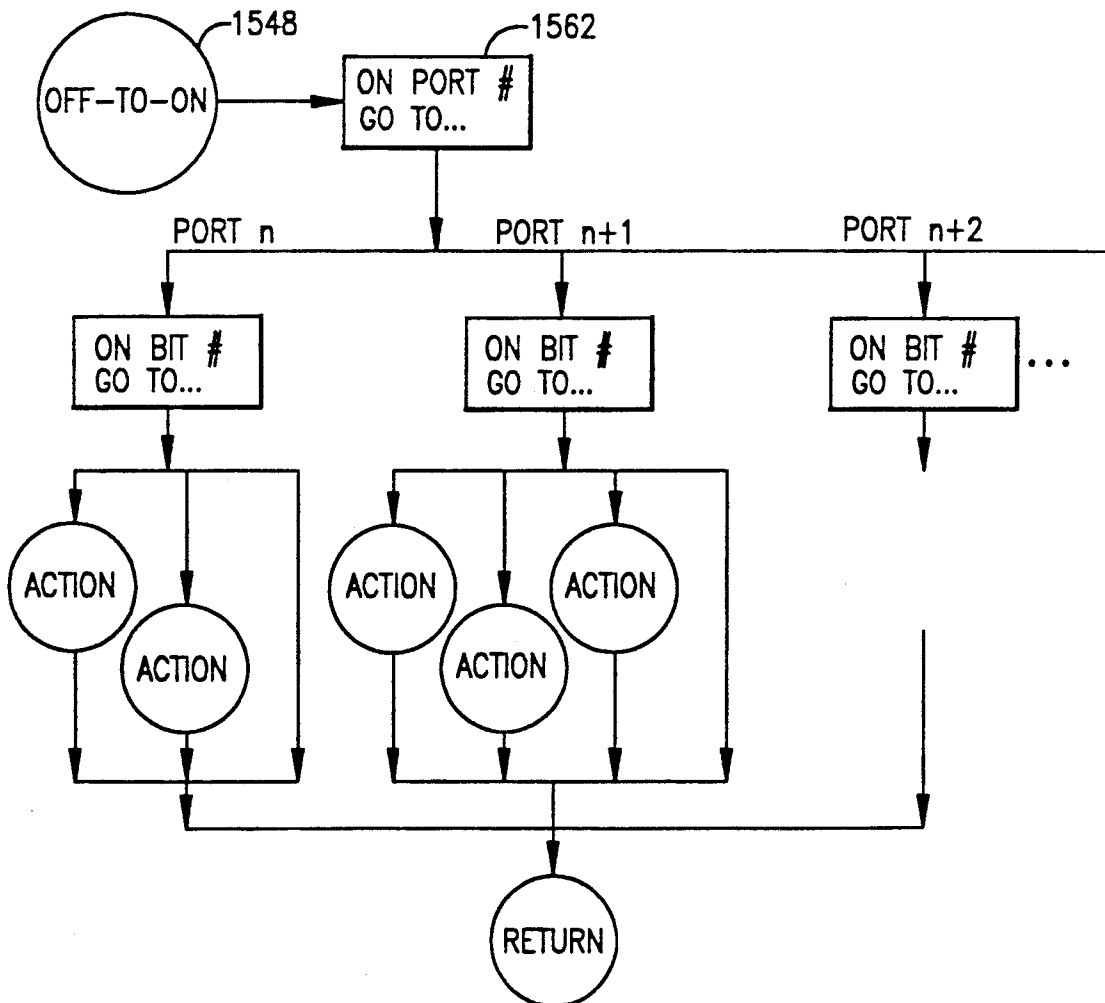 1548
1562
OFF-TO-ON
ON PORT #
GO TO...
PORT n
PORT n+1
PORT n+2
ON BIT #
GO TO...
ON BIT #
GO TO...
ON BIT #
GO TO...
...
ACTION
ACTION
ACTION
ACTION
ACTION
RETURN